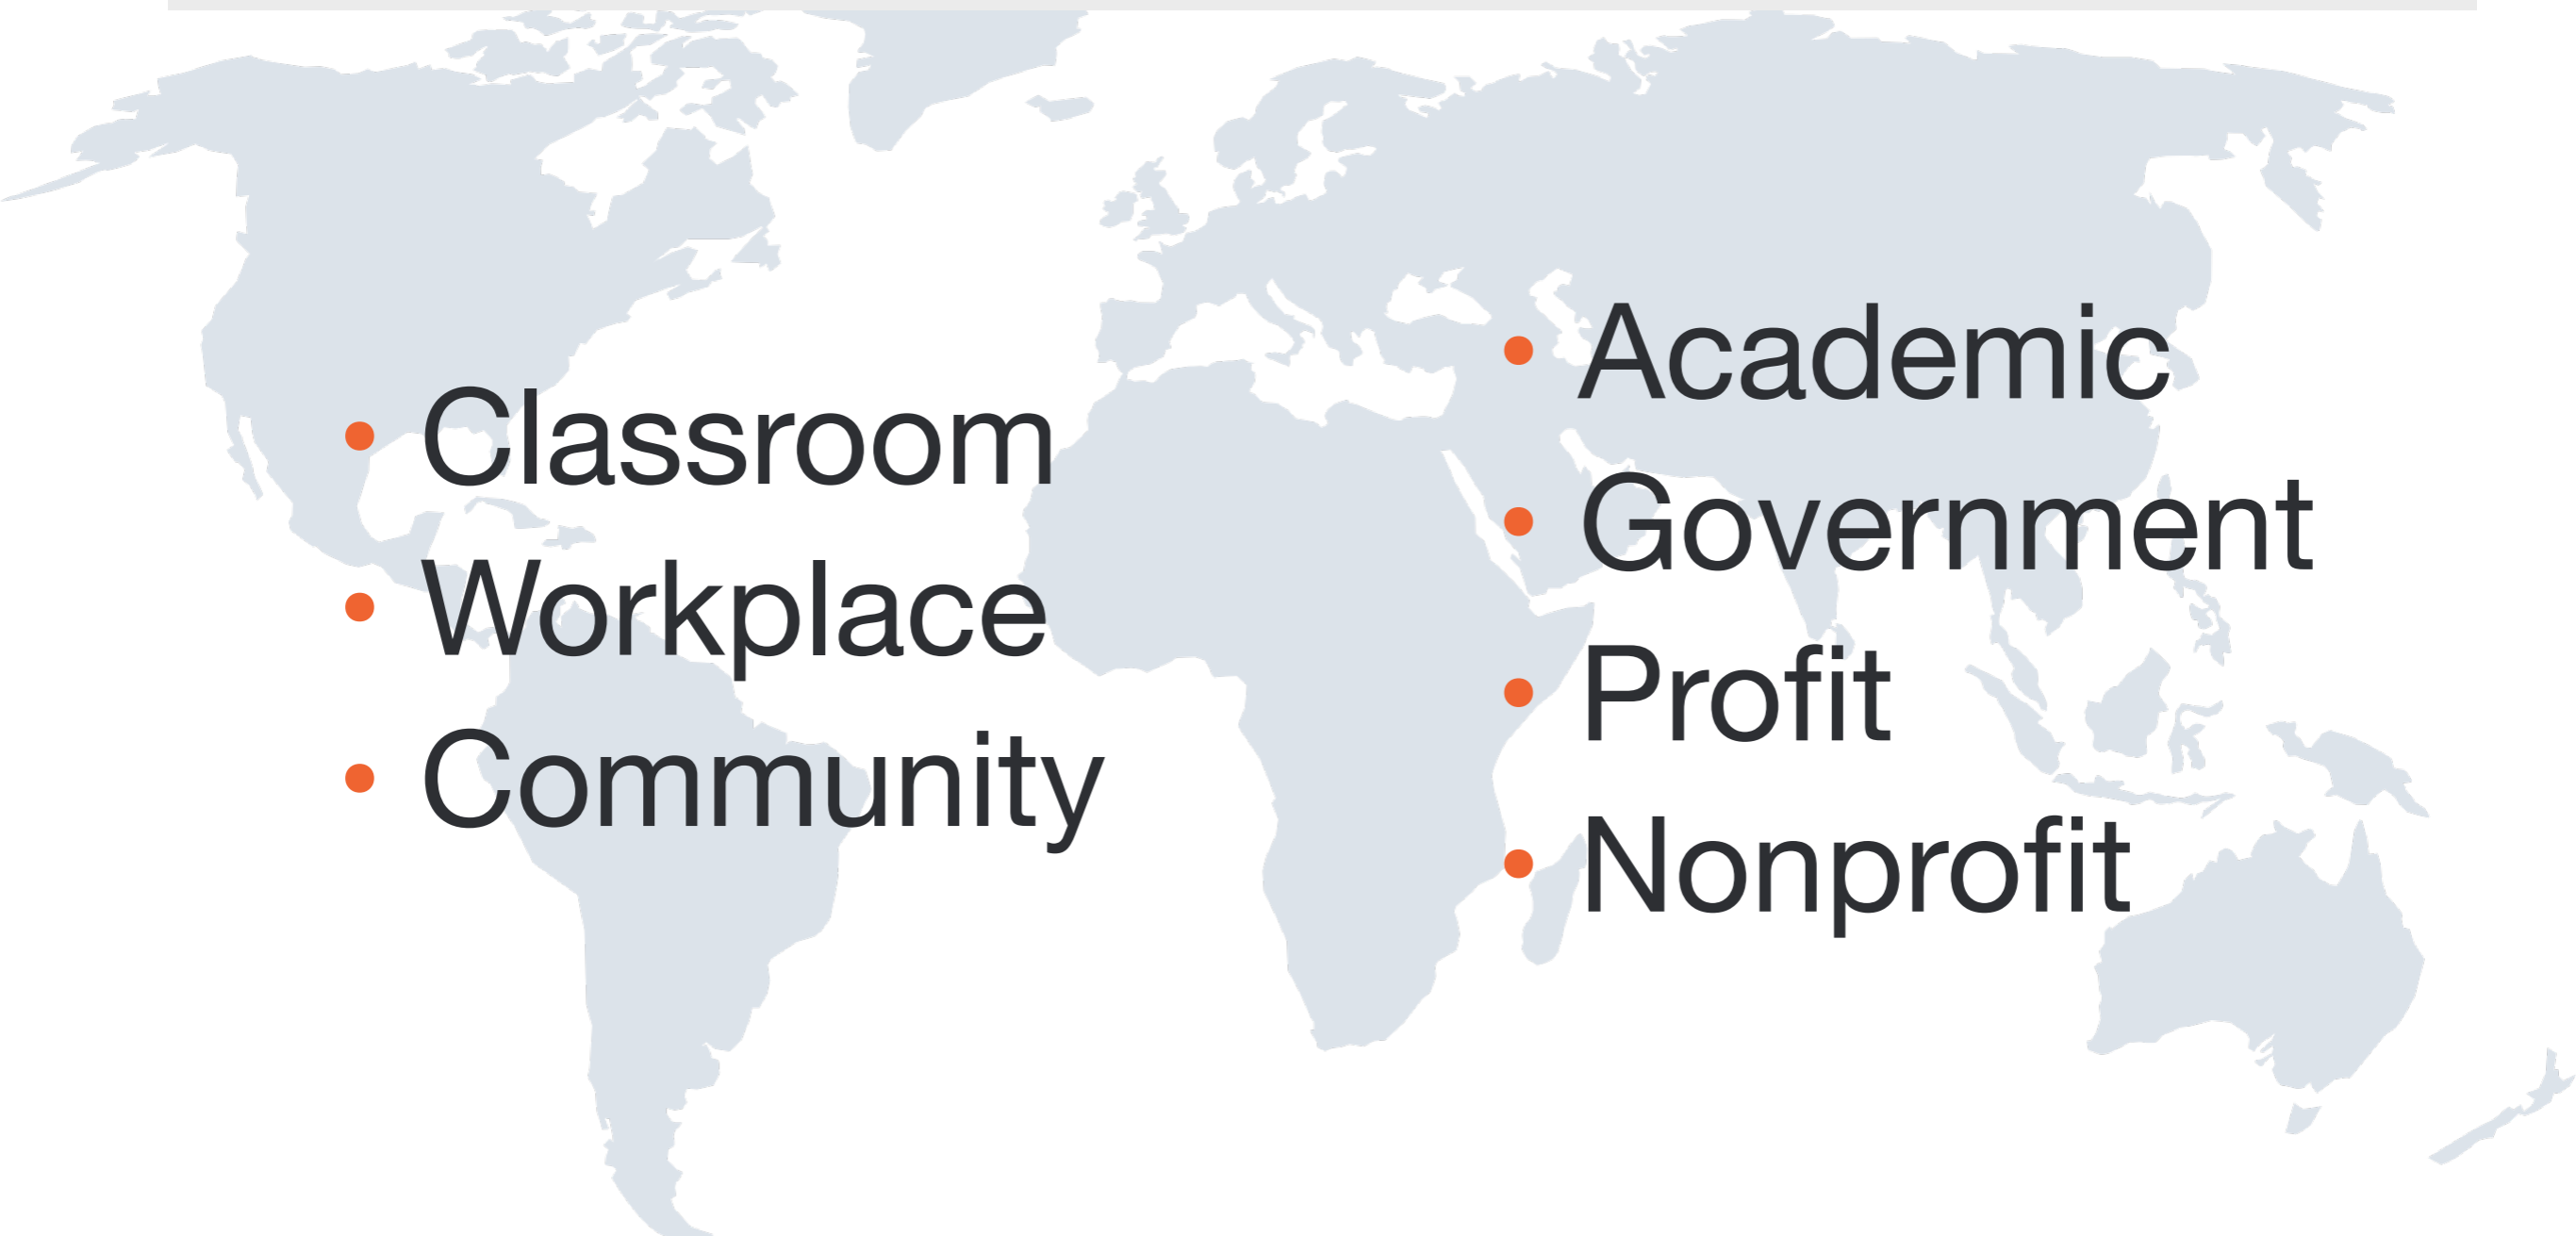 • Classroom
• Workplace
• Community
• Academic
• Government
• Profit
• Nonprofit